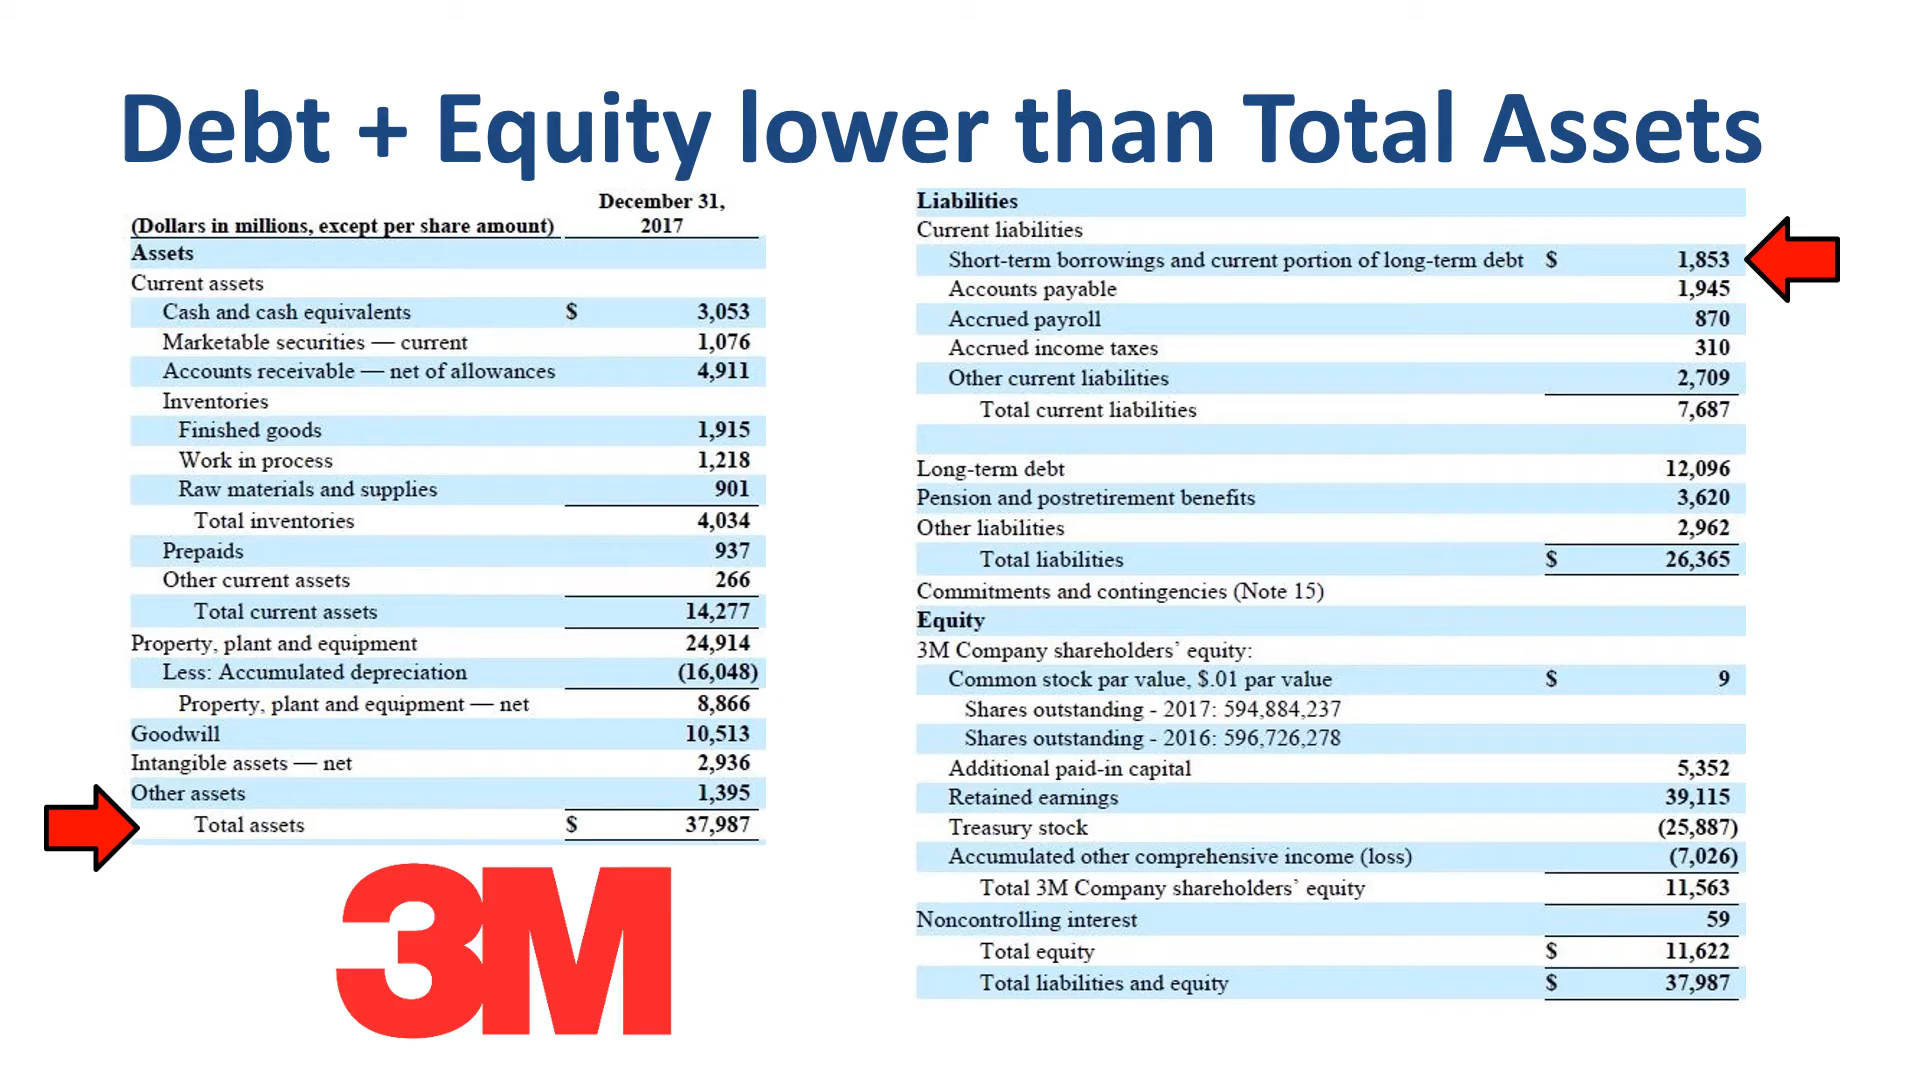 Debt + Equity lower than Total Assets
December 31,
(Dollars in millions, except per share amount) 2017
Assets
Current assets
Cash and cash equivalents $ 3,053
Marketable securities — current 1,076
Accounts receivable — net of allowances 4,911
Inventories
Finished goods 1,915
Work in process 1,218
Raw materials and supplies 901
Total inventories 4,034
Prepaids 937
Other current assets 266
Total current assets 14,277
Property, plant and equipment 24,914
Less: Accumulated depreciation (16,048)
Property, plant and equipment — net 8,866
Goodwill 10,513
Intangible assets — net 2,936
Other assets 1,395
Total assets $ 37,987
3M
Liabilities
Current liabilities
Short-term borrowings and current portion of long-term debt $ 1,853
Accounts payable 1,945
Accrued payroll 870
Accrued income taxes 310
Other current liabilities 2,709
Total current liabilities 7,687
Long-term debt 12,096
Pension and postretirement benefits 3,620
Other liabilities 2,962
Total liabilities $ 26,365
Commitments and contingencies (Note 15)
Equity
3M Company shareholders’ equity:
Common stock par value, $.01 par value $ 9
Shares outstanding - 2017: 594,884,237
Shares outstanding - 2016: 596,726,278
Additional paid-in capital 5,352
Retained earnings 39,115
Treasury stock (25,887)
Accumulated other comprehensive income (loss) (7,026)
Total 3M Company shareholders’ equity 11,563
Noncontrolling interest 59
Total equity $ 11,622
Total liabilities and equity $ 37,987